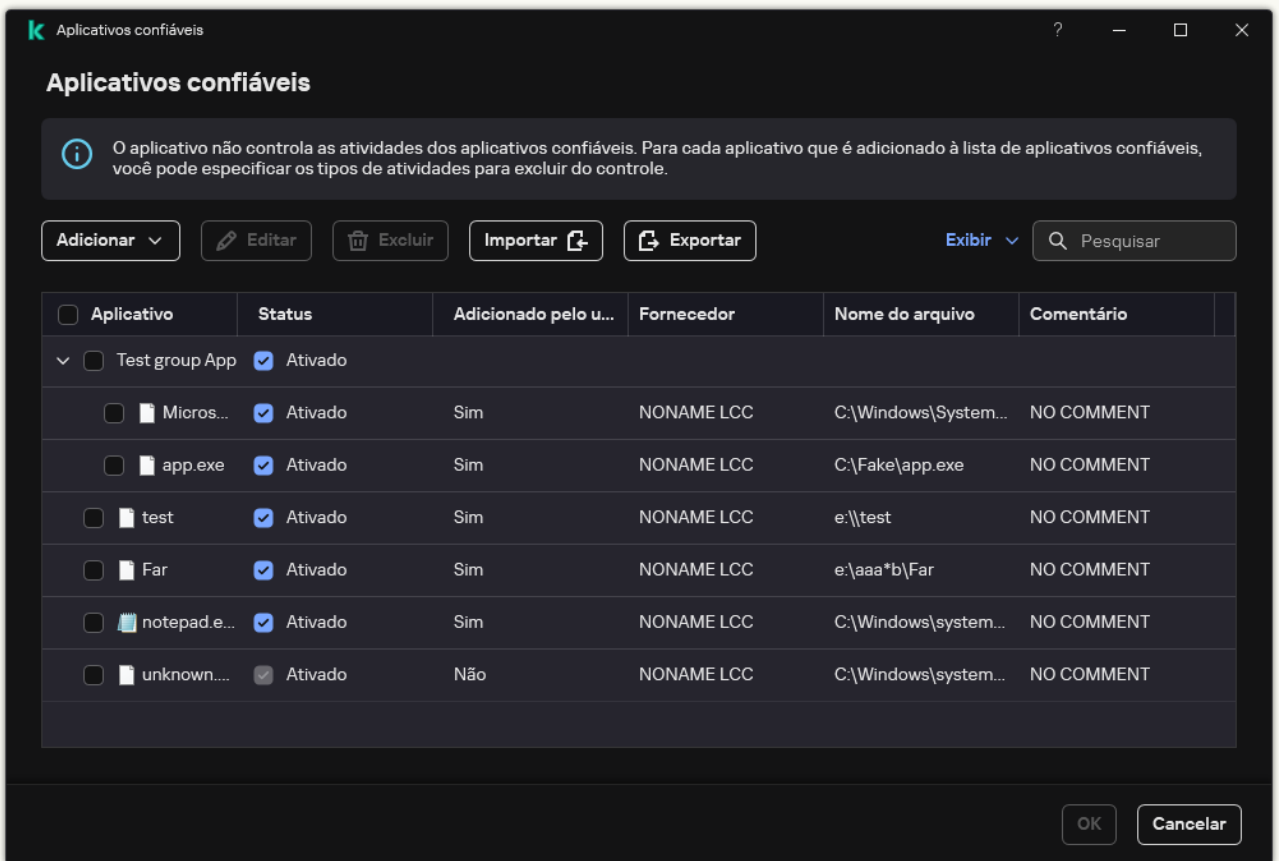 Aplicativos confiáveis
?
Aplicativos confiáveis
O aplicativo não controla as atividades dos aplicativos confiáveis. Para cada aplicativo que é adicionado à lista de aplicativos confiáveis,
você pode especificar os tipos de atividades para excluir do controle.
Adicionar Editar Excluir Importar Exportar Exibir Pesquisar
Aplicativo Status Adicionado pelo u... Fornecedor Nome do arquivo Comentário
Test group App Ativado
Micros... Ativado Sim NONAME LCC C:\Windows\System... NO COMMENT
app.exe Ativado Sim NONAME LCC C:\Fake\app.exe NO COMMENT
test Ativado Sim NONAME LCC e:\\test NO COMMENT
Far Ativado Sim NONAME LCC e:\aaa*b\Far NO COMMENT
notepad.e... Ativado Sim NONAME LCC C:\Windows\system... NO COMMENT
unknown.... Ativado Não NONAME LCC C:\Windows\system... NO COMMENT
OK Cancelar